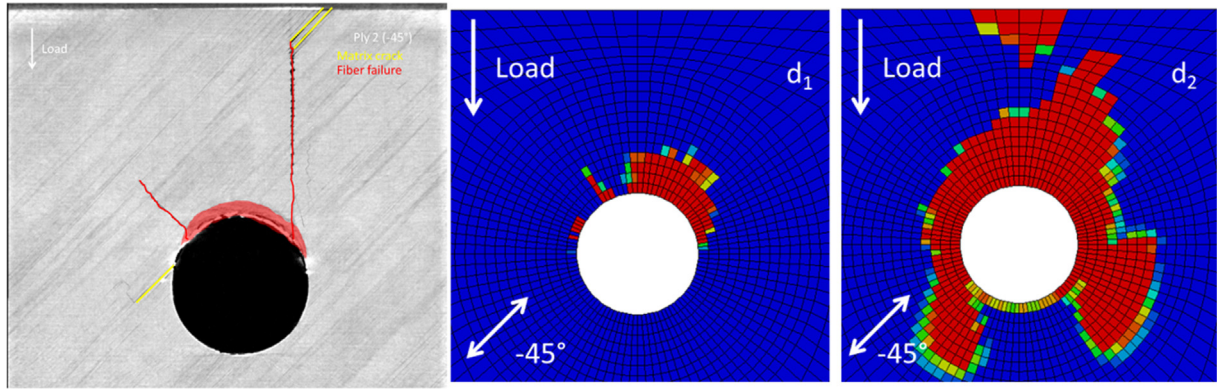 Load
Ply 2 (-45°)
Matrix crack
Fiber failure
Load
d1
-45°
Load
d2
-45°